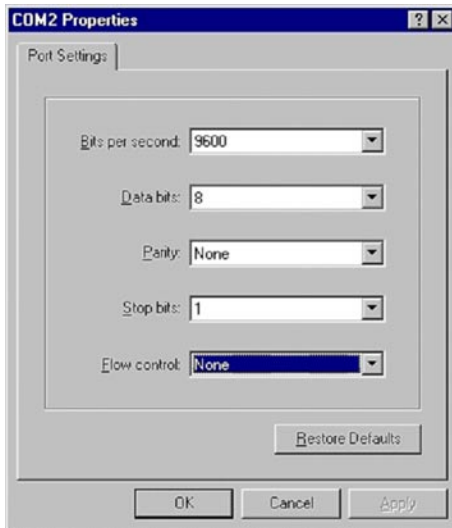 COM2 Properties
Port Settings
Bits per second: 9600
Data bits: 8
Parity: None
Stop bits: 1
Flow control: None
Restore Defaults
OK Cancel Apply